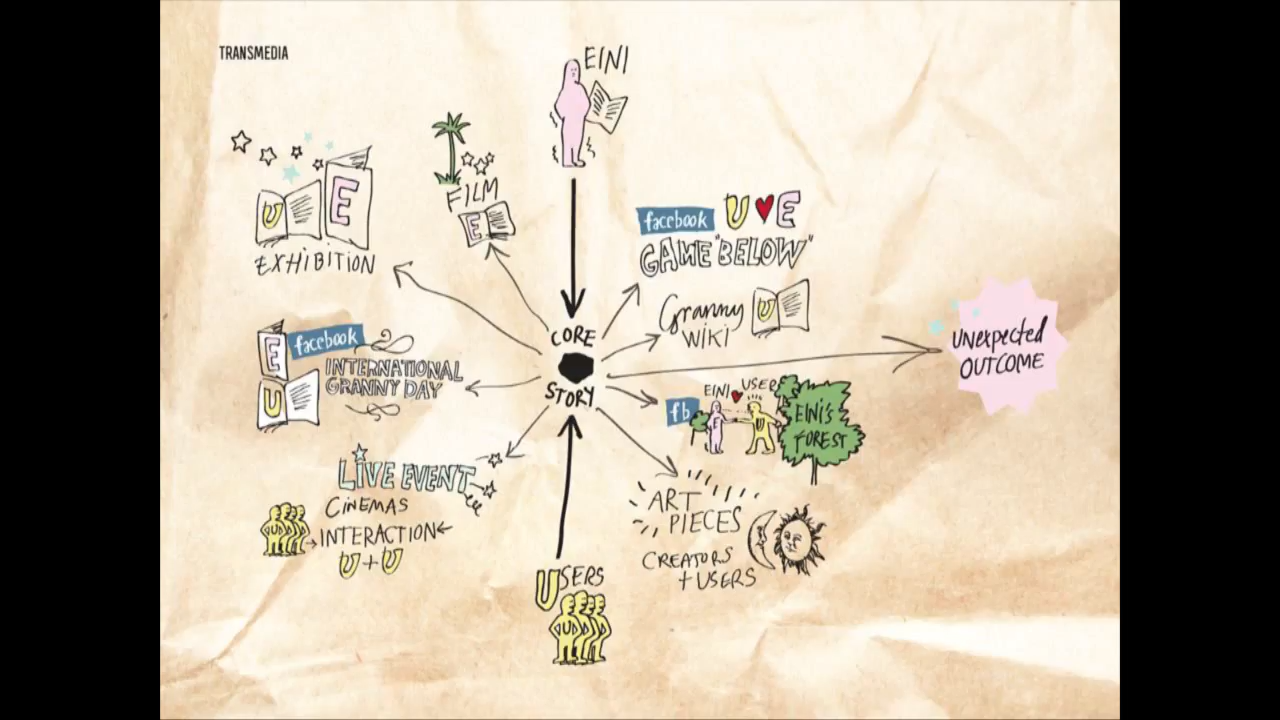 TRANSMEDIA
EINI
FILM
E
U
E
EXHIBITION
facebook
U E
GAME "BELOW"
Granny
WIKI
U
CORE
STORY
UNEXPECTED
OUTCOME
E
facebook
INTERNATIONAL
GRANNY DAY
U
fb
EINI
USER
E
U
EINI'S
FOREST
LIVE EVENT
CINEMAS
INTERACTION
U+U
ART
PIECES
CREATORS
+ USERS
USERS